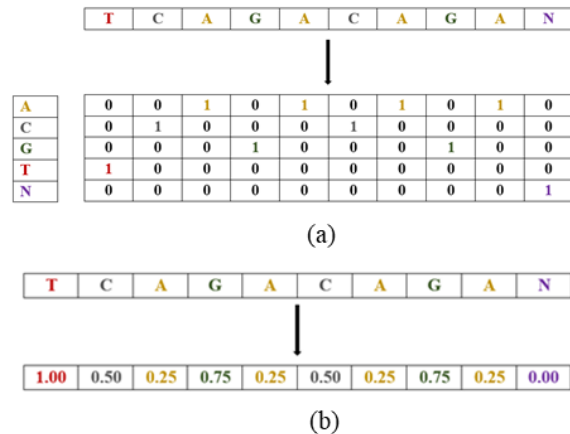 T C A G A C A G A N
A 0 0 1 0 1 0 1 0 1 0
C 0 1 0 0 0 1 0 0 0 0
G 0 0 0 1 0 0 0 1 0 0
T 1 0 0 0 0 0 0 0 0 0
N 0 0 0 0 0 0 0 0 0 1
(a)
T C A G A C A G A N
1.00 0.50 0.25 0.75 0.25 0.50 0.25 0.75 0.25 0.00
(b)